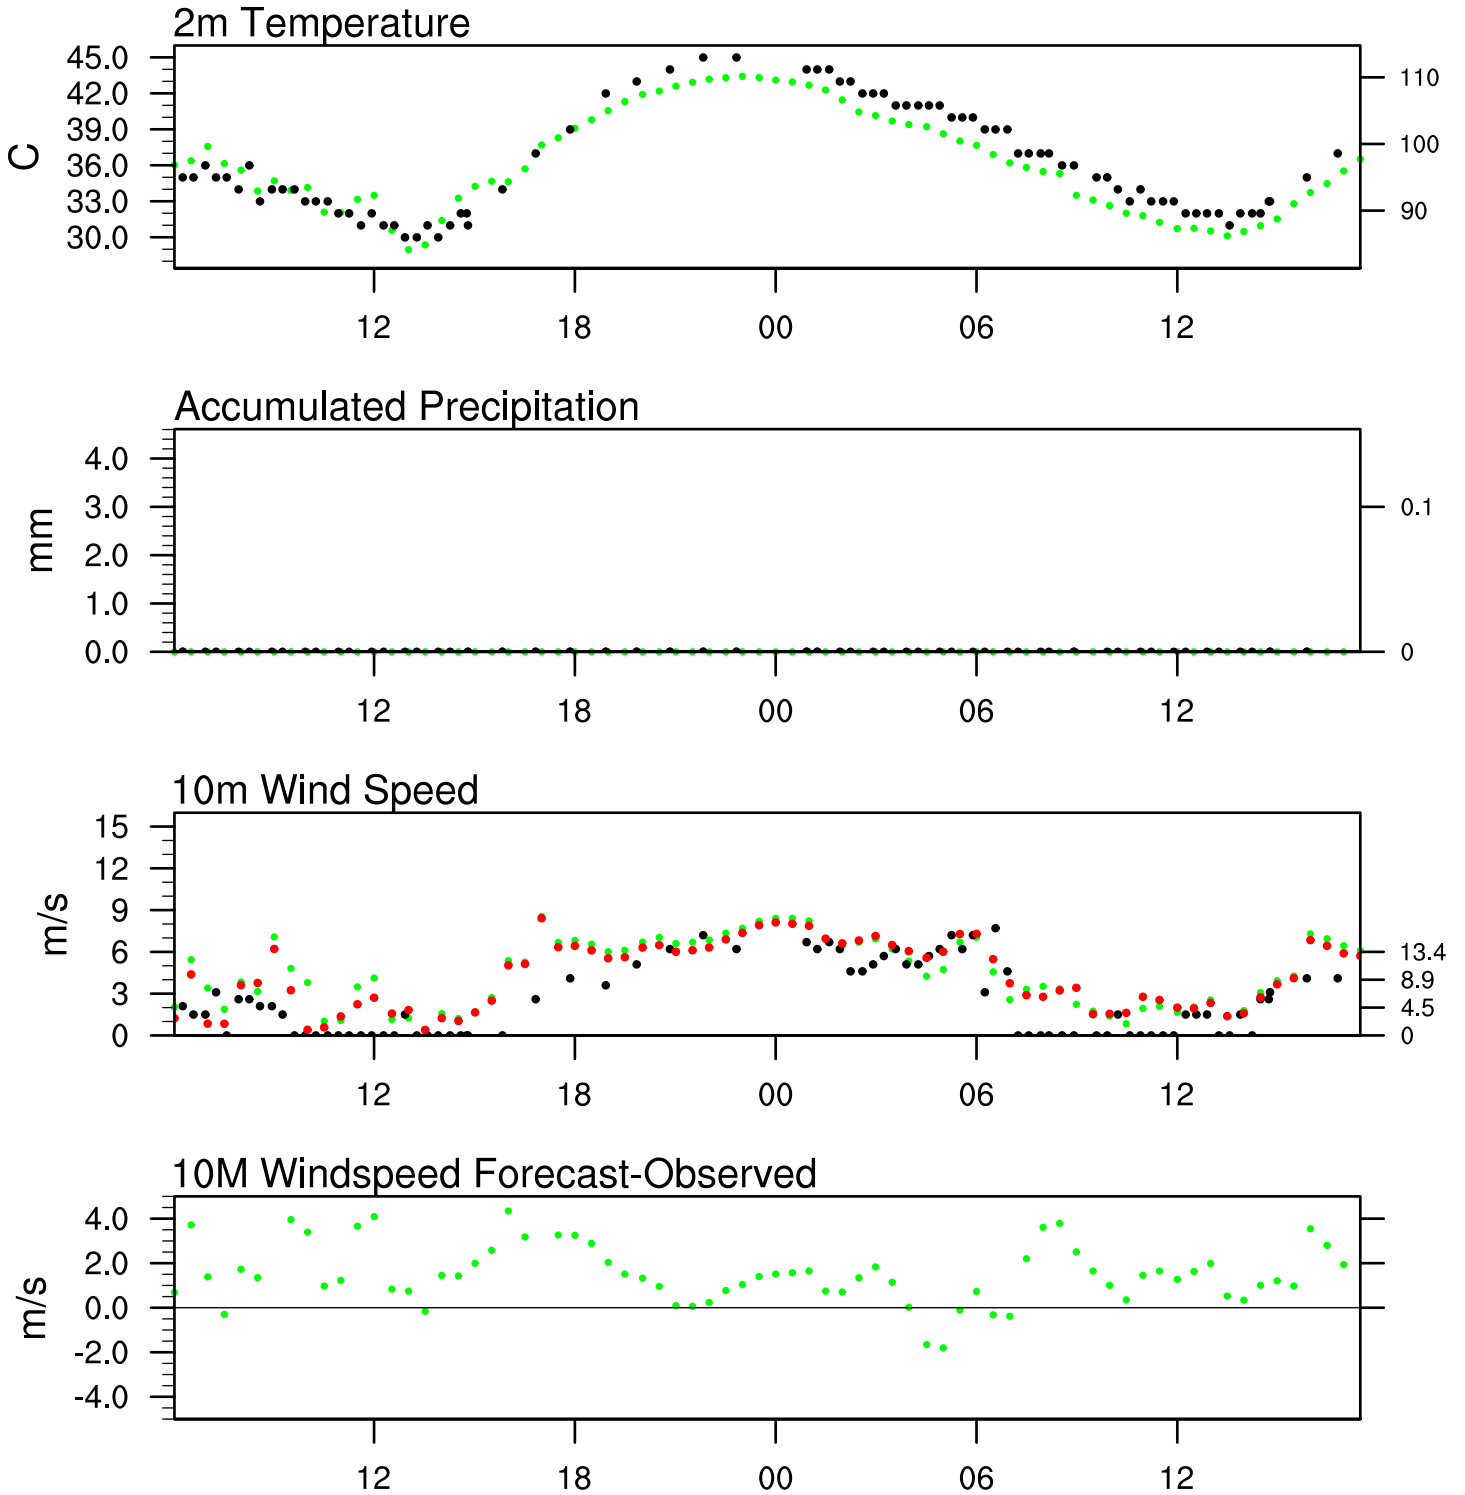 2m Temperature
45.0
42.0
39.0
36.0
33.0
30.0
C
110
100
90
12 18 00 06 12
Accumulated Precipitation
4.0
3.0
2.0
1.0
0.0
mm
0.1
0
12 18 00 06 12
10m Wind Speed
15
12
9
6
3
0
m/s
13.4
8.9
4.5
0
12 18 00 06 12
10M Windspeed Forecast-Observed
4.0
2.0
0.0
-2.0
-4.0
m/s
12 18 00 06 12